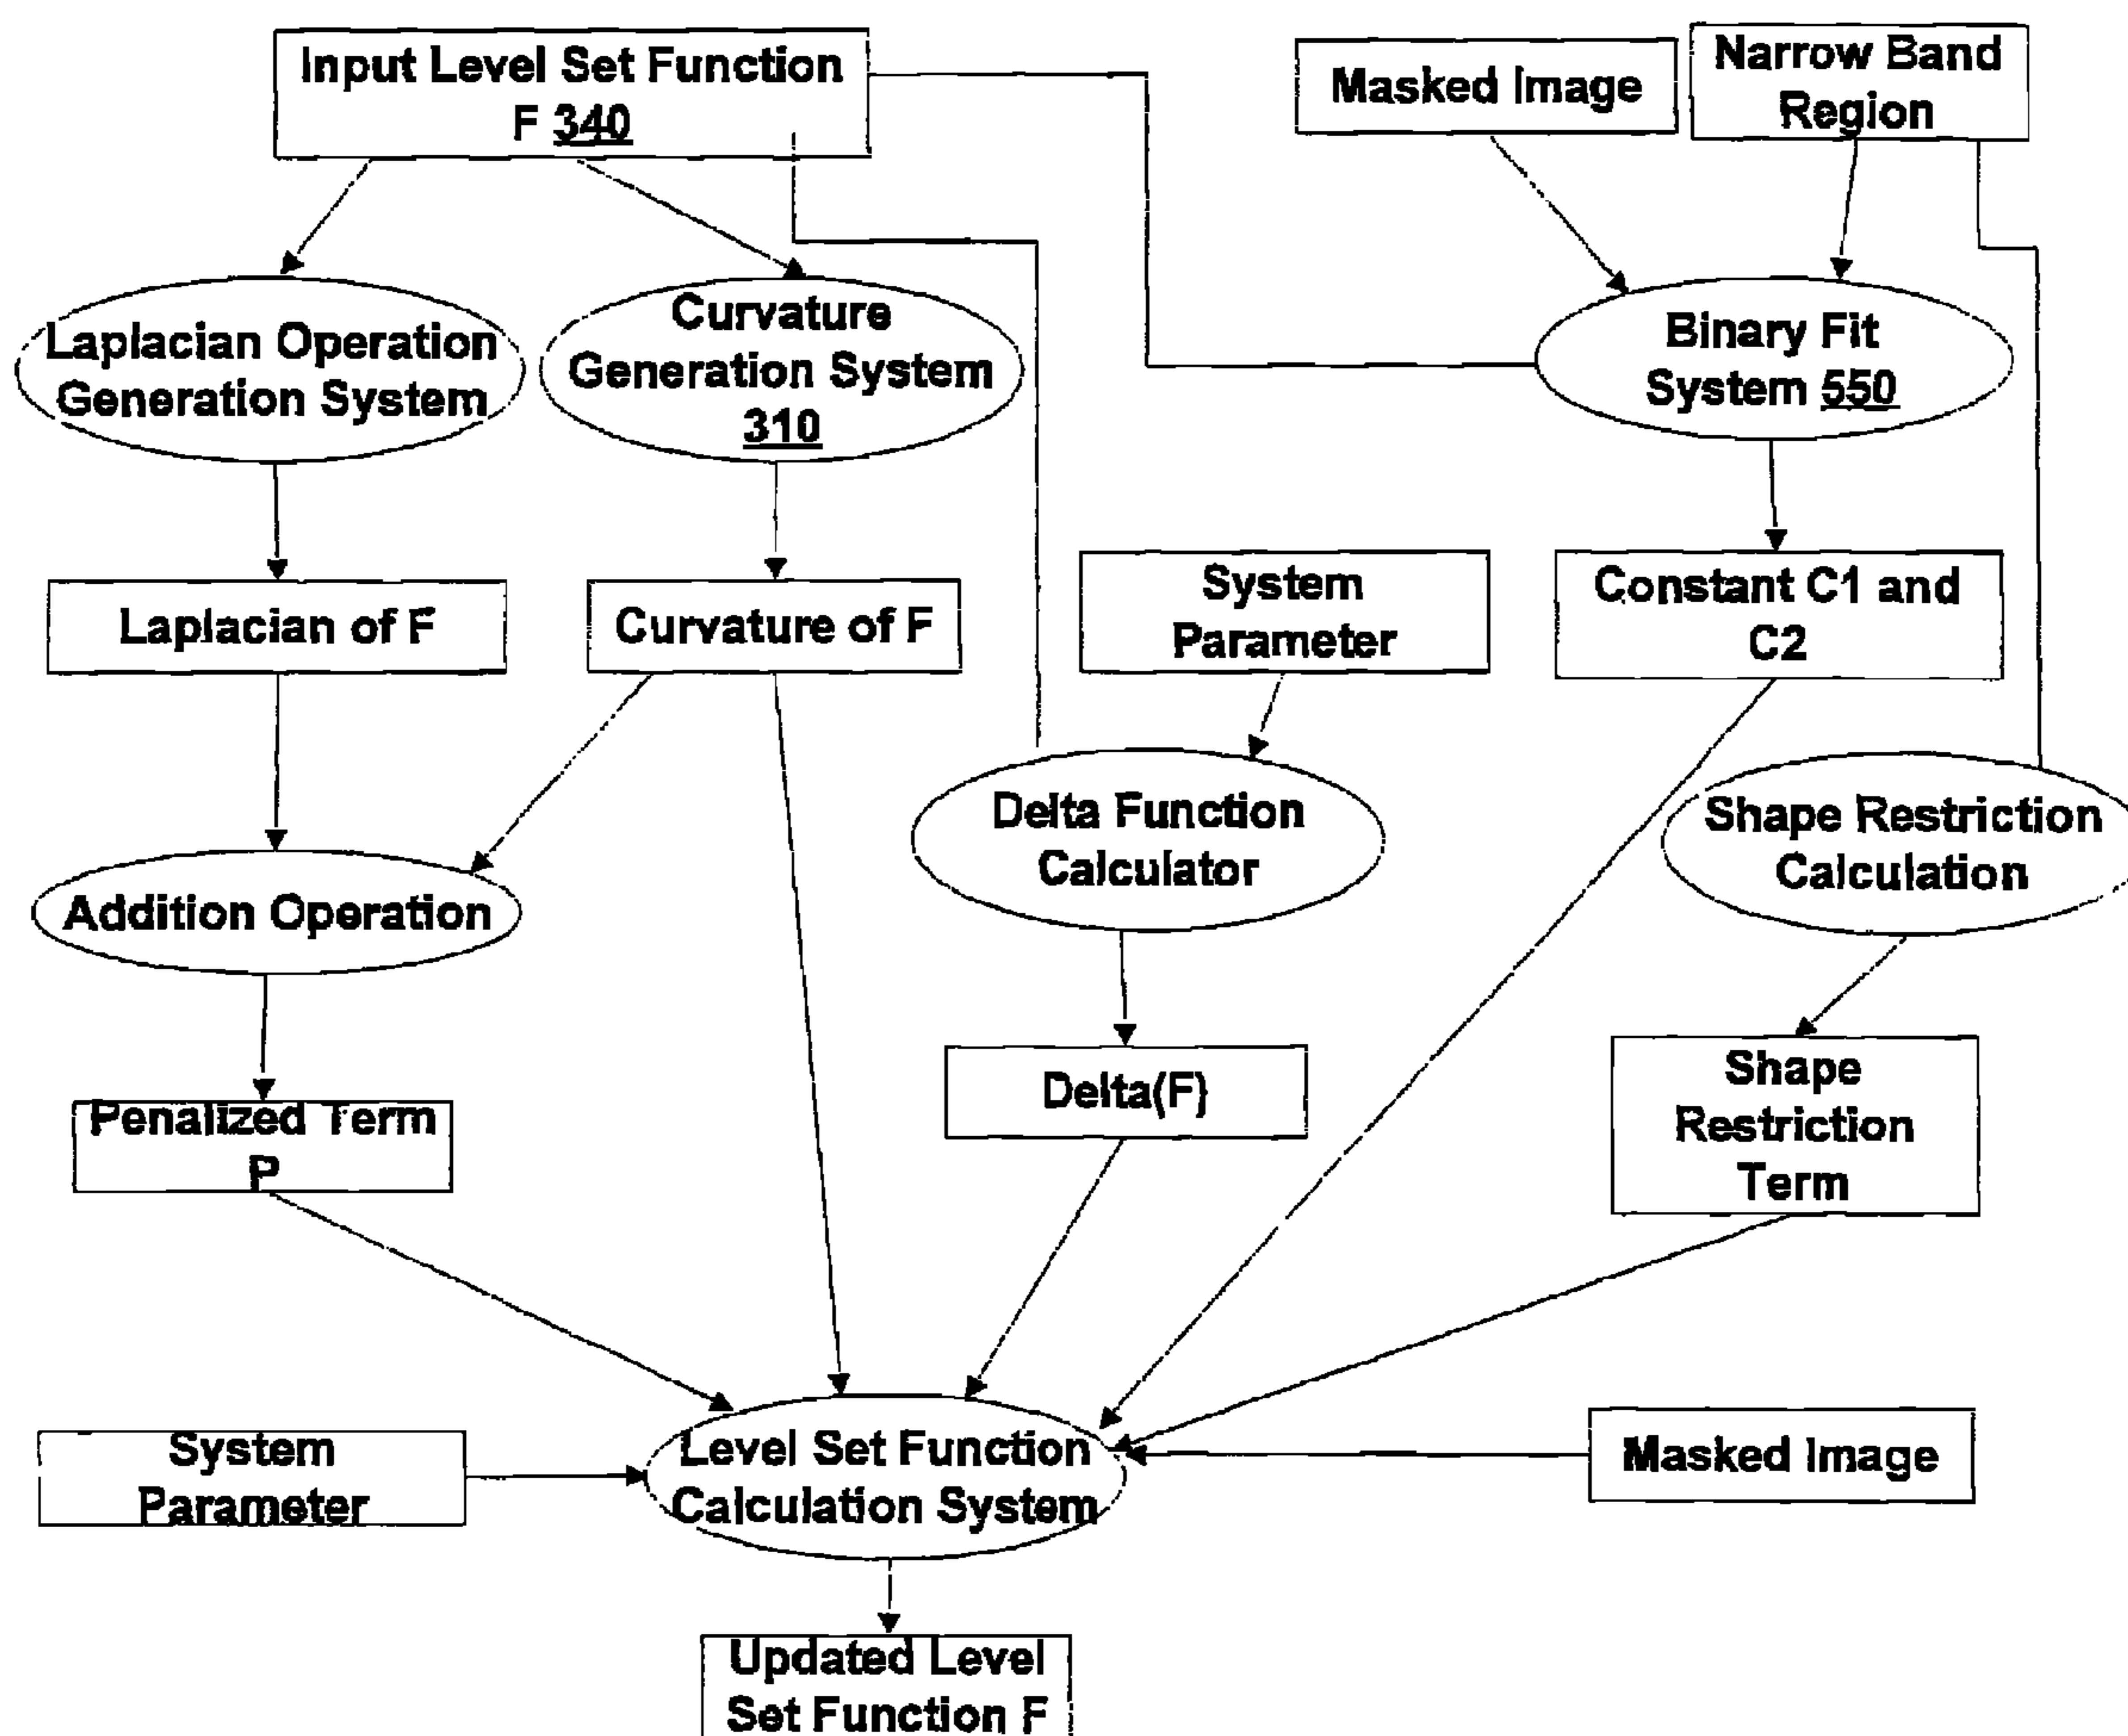 Input Level Set Function
F 340
Masked Image
Narrow Band
Region
Laplacian Operation
Generation System
Curvature
Generation System
310
Binary Fit
System 550
Laplacian of F
Curvature of F
System
Parameter
Constant C1 and
C2
Delta Function
Calculator
Shape Restriction
Calculation
Addition Operation
Delta(F)
Shape
Restriction
Term
Penalized Term
P
System
Parameter
Level Set Function
Calculation System
Masked Image
Updated Level
Set Function F